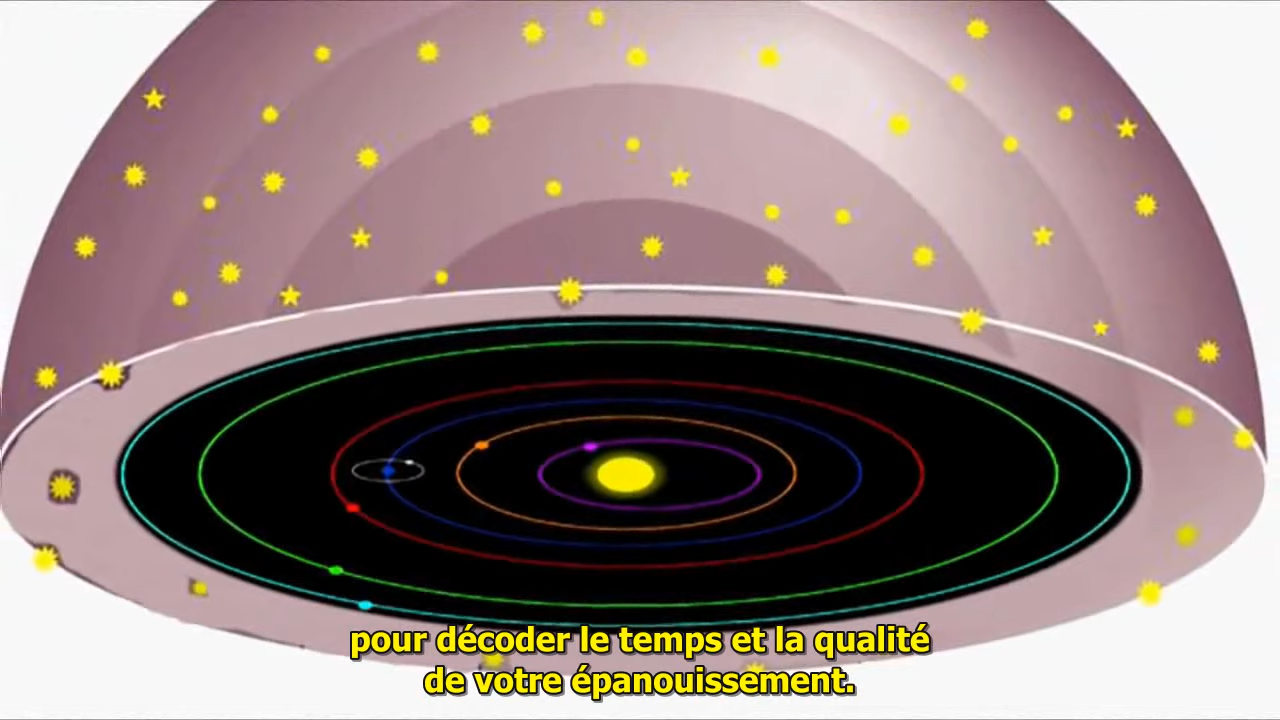 pour décoder le temps et la qualité
de votre épanouissement.